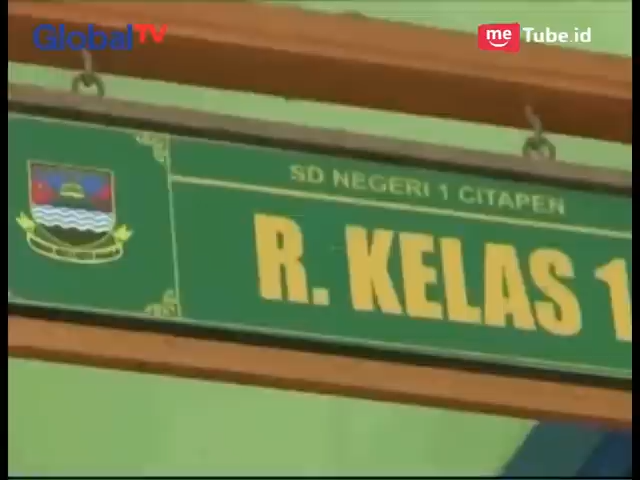 GlobalTV
me Tube.id
SD NEGERI 1 CITAPEN
R. KELAS 1